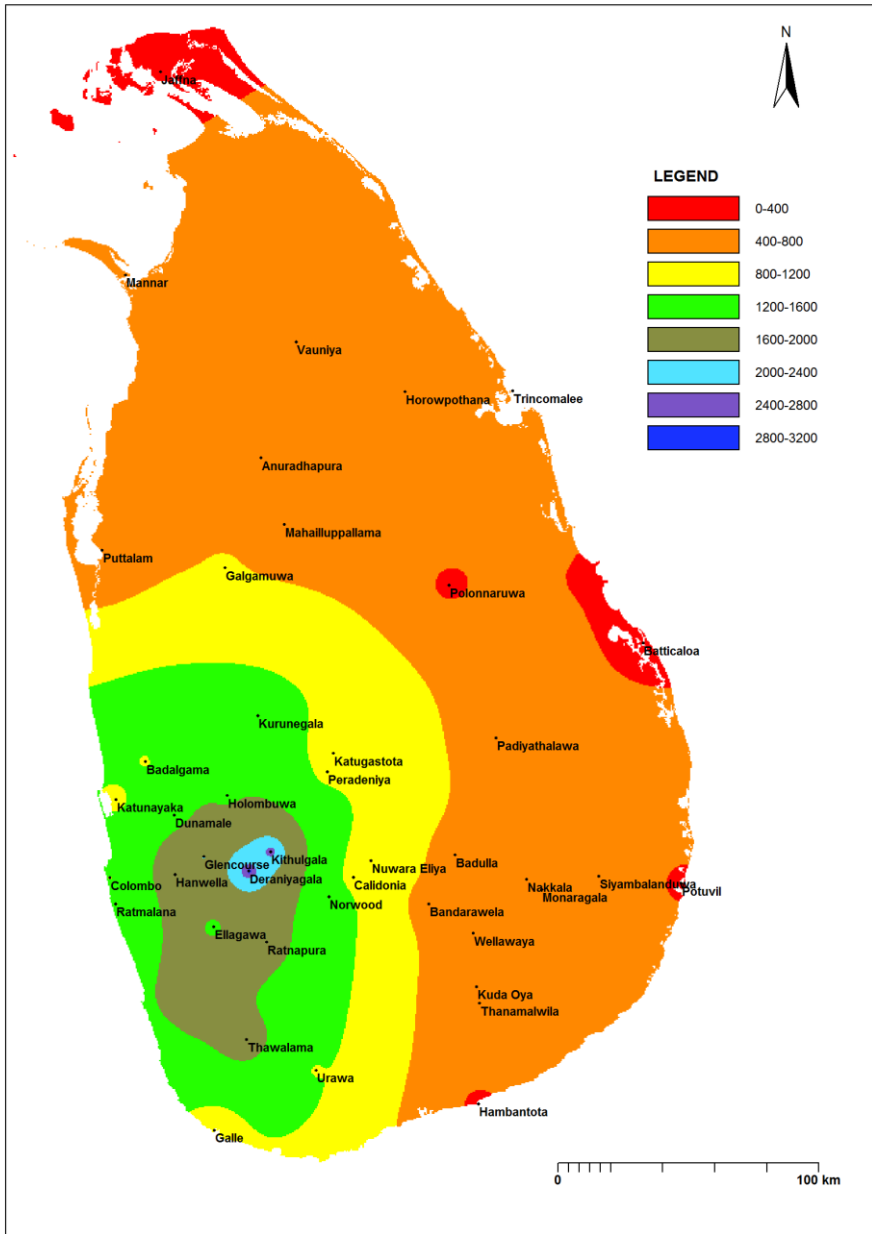 N
Jaffna
LEGEND
0-400
400-800
800-1200
1200-1600
1600-2000
2000-2400
2400-2800
2800-3200
Mannar
Vauniya
Horowpothana
Trincomalee
Anuradhapura
Mahailluppallama
Puttalam
Galgamuwa
Polonnaruwa
Batticaloa
Kurunegala
Padiyathalawa
Katugastota
Badalgama
Peradeniya
Katunayaka
Holombuwa
Dunamale
Glencourse
Kithulgala
Nuwara Eliya
Badulla
Colombo
Hanwella
Deraniyagala
Calidonia
Nakkala
Siyambalanduwa
Monaragala
Potuvil
Ratmalana
Norwood
Bandarawela
Ellagawa
Ratnapura
Wellawaya
Kuda Oya
Thanamalwila
Thawalama
Urawa
Hambantota
Galle
0
100 km